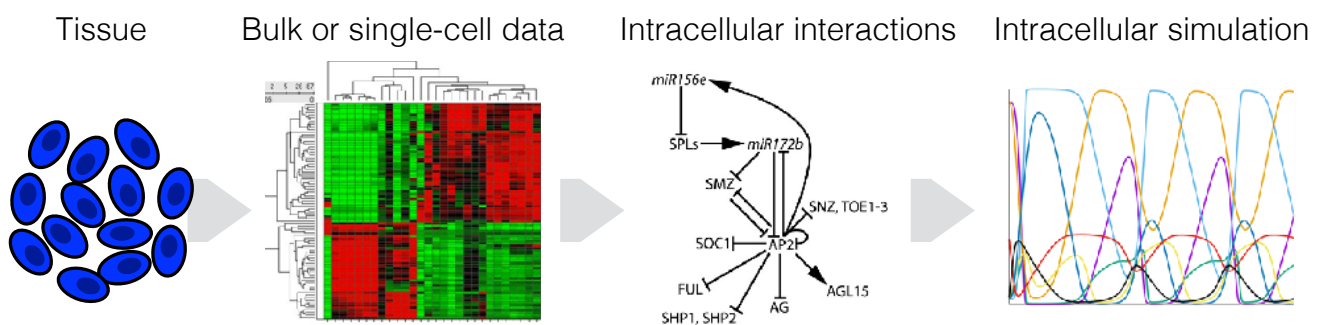 Tissue
Bulk or single-cell data
Intracellular interactions
Intracellular simulation
miR156e
SPLs
miR172b
SMZ
SNZ, TOE1-3
SOC1
AP2
FUL
AGL15
AG
SHP1, SHP2